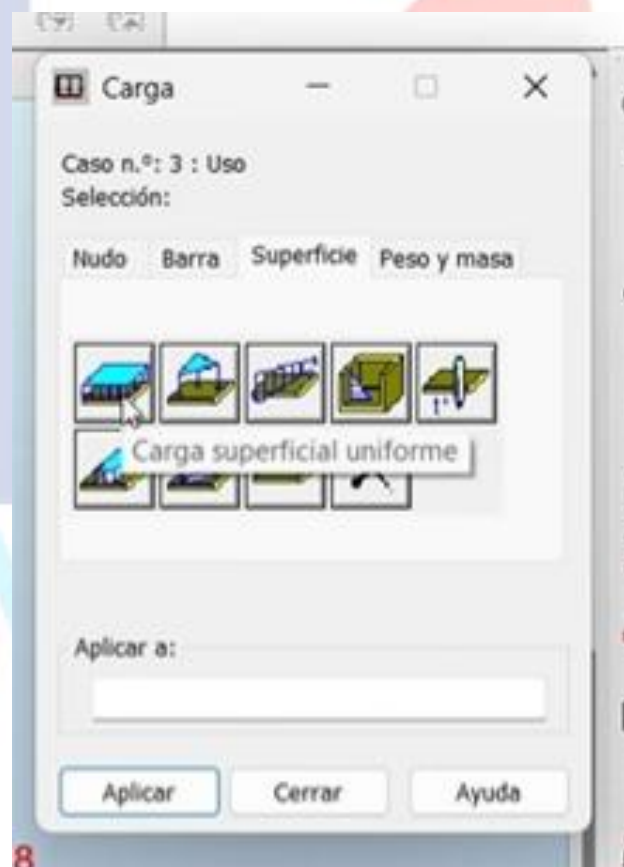 Carga
Caso n.º: 3 : Uso
Selección:
Nudo Barra Superficie Peso y masa
Carga superficial uniforme
Aplicar a:
Aplicar Cerrar Ayuda
8